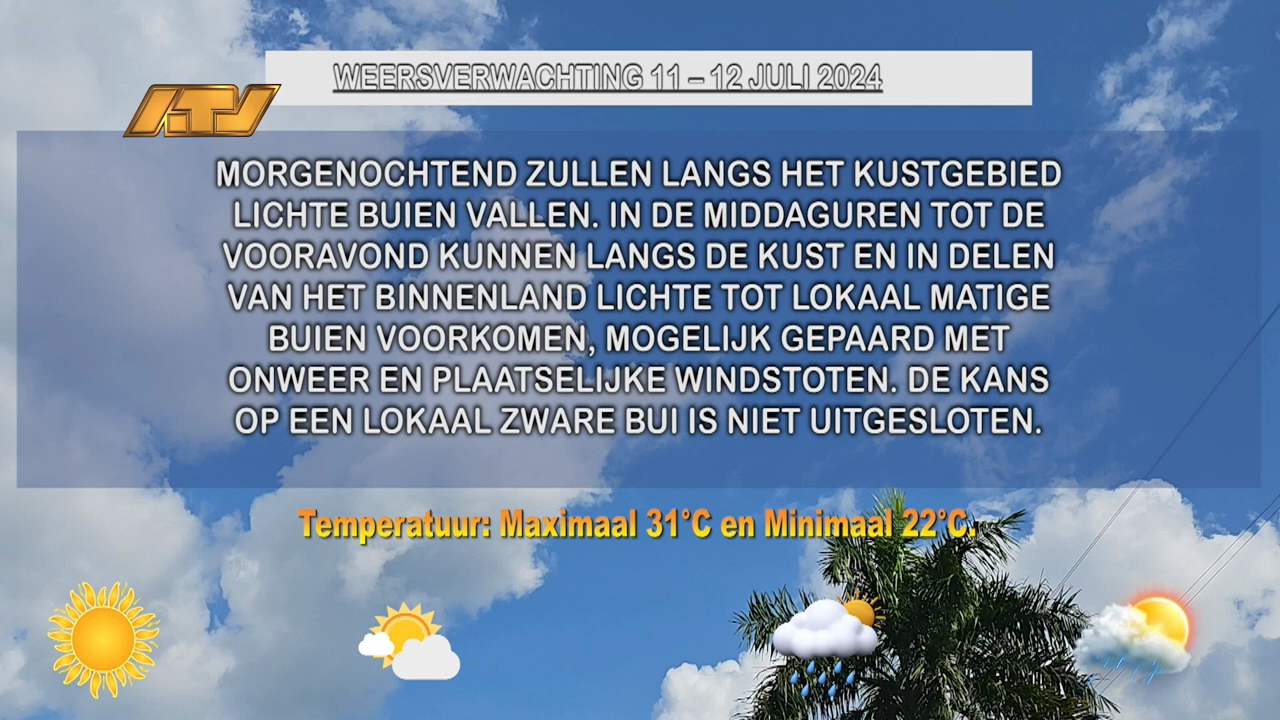 WEERSVERWACHTING 11 – 12 JULI 2024
ATV
MORGENOCHTEND ZULLEN LANGS HET KUSTGEBIED
LICHTE BUIEN VALLEN. IN DE MIDDAGUREN TOT DE
VOORAVOND KUNNEN LANGS DE KUST EN IN DELEN
VAN HET BINNENLAND LICHTE TOT LOKAAL MATIGE
BUIEN VOORKOMEN, MOGELIJK GEPAARD MET
ONWEER EN PLAATSELIJKE WINDSTOTEN. DE KANS
OP EEN LOKAAL ZWARE BUI IS NIET UITGESLOTEN.
Temperatuur: Maximaal 31°C en Minimaal 22°C.